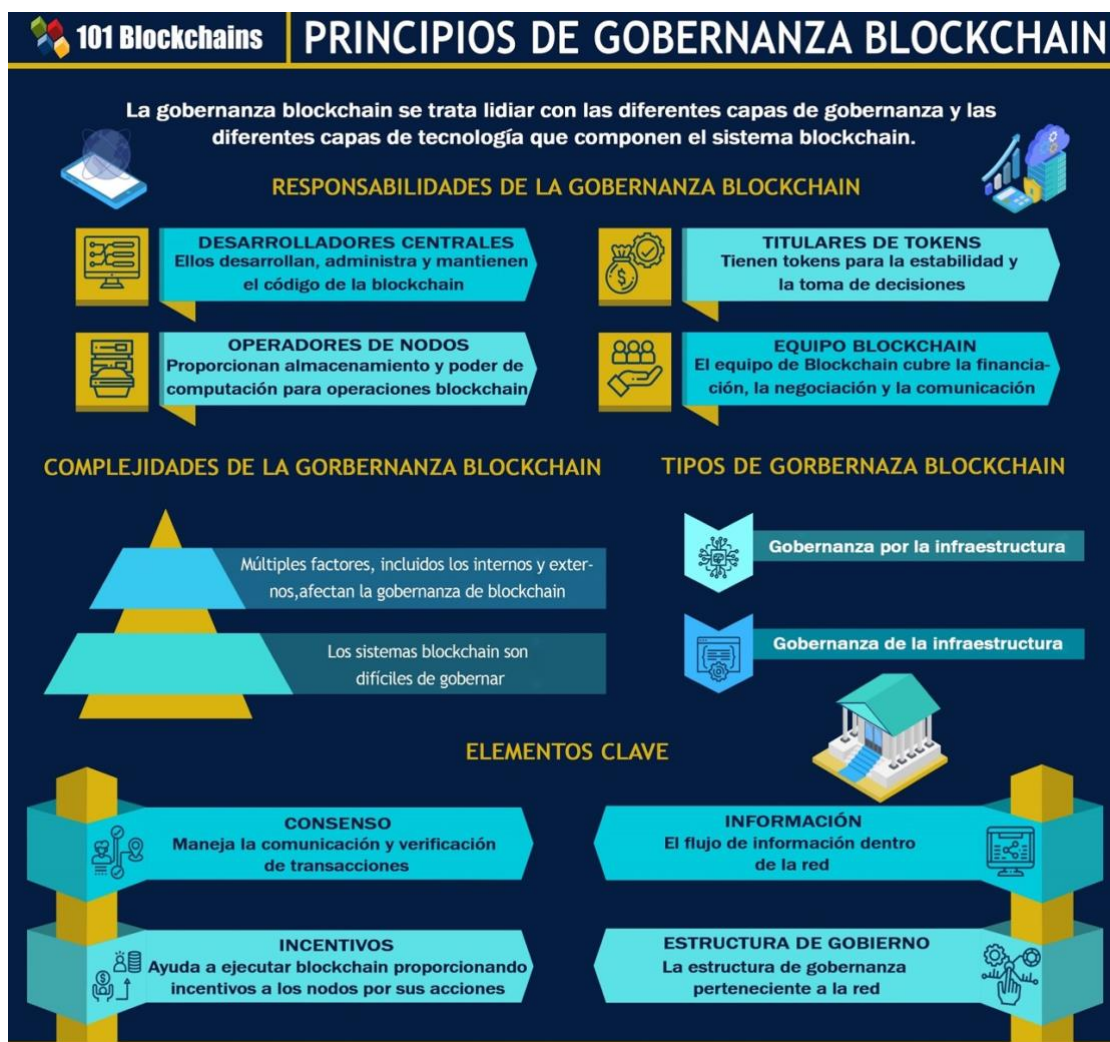 101 Blockchains
PRINCIPIOS DE GOBERNANZA BLOCKCHAIN
La gobernanza blockchain se trata lidiar con las diferentes capas de gobernanza y las
diferentes capas de tecnología que componen el sistema blockchain.
RESPONSABILIDADES DE LA GOBERNANZA BLOCKCHAIN
DESARROLLADORES CENTRALES
Ellos desarrollan, administra y mantienen
el código de la blockchain
TITULARES DE TOKENS
Tienen tokens para la estabilidad y
la toma de decisiones
OPERADORES DE NODOS
Proporcionan almacenamiento y poder de
computación para operaciones blockchain
EQUIPO BLOCKCHAIN
El equipo de Blockchain cubre la financia-
ción, la negociación y la comunicación
COMPLEJIDADES DE LA GORBERNANZA BLOCKCHAIN
Múltiples factores, incluidos los internos y exter-
nos,afectan la gobernanza de blockchain
Los sistemas blockchain son
difíciles de gobernar
TIPOS DE GORBERNAZA BLOCKCHAIN
Gobernanza por la infraestructura
Gobernanza de la infraestructura
ELEMENTOS CLAVE
CONSENSO
Maneja la comunicación y verificación
de transacciones
INFORMACIÓN
El flujo de información dentro
de la red
INCENTIVOS
Ayuda a ejecutar blockchain proporcionando
incentivos a los nodos por sus acciones
ESTRUCTURA DE GOBIERNO
La estructura de gobernanza
perteneciente a la red